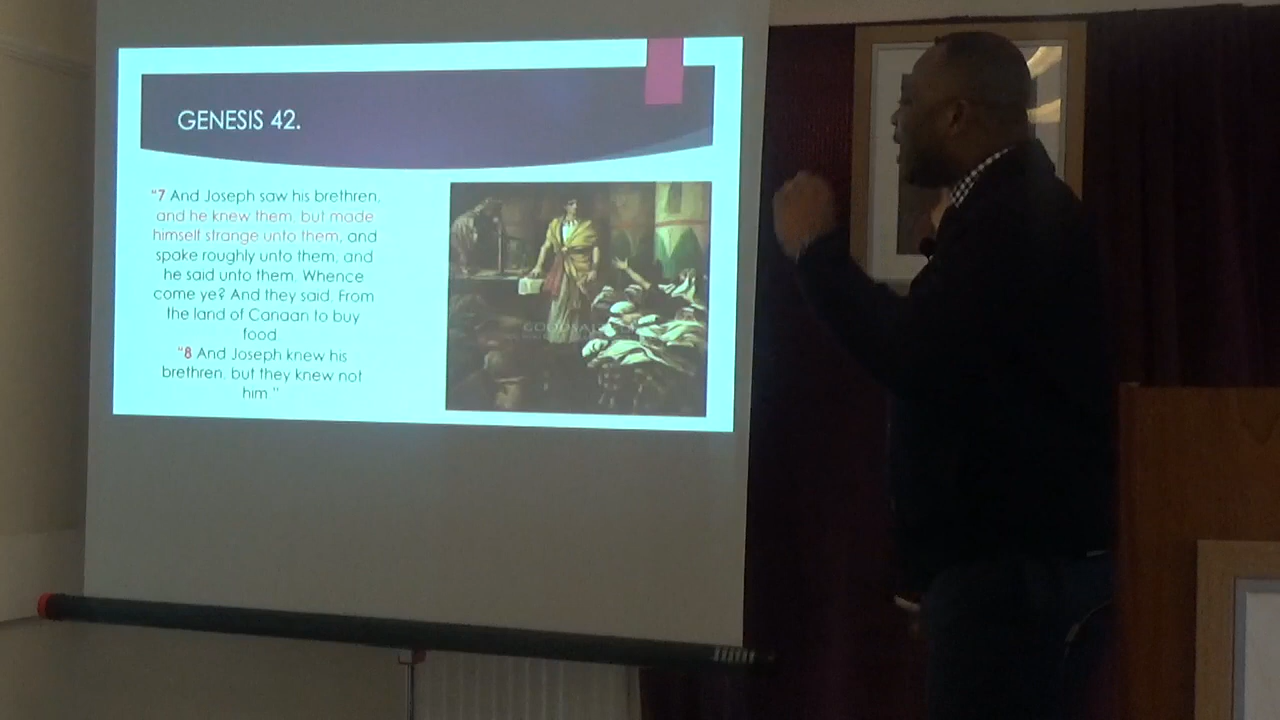 GENESIS 42.
"7 And Joseph saw his brethren,
and he knew them, but made
himself strange unto them, and
spake roughly unto them, and
he said unto them, Whence
come ye? And they said, From
the land of Canaan to buy
food
"8 And Joseph knew his
brethren, but they knew not
him "